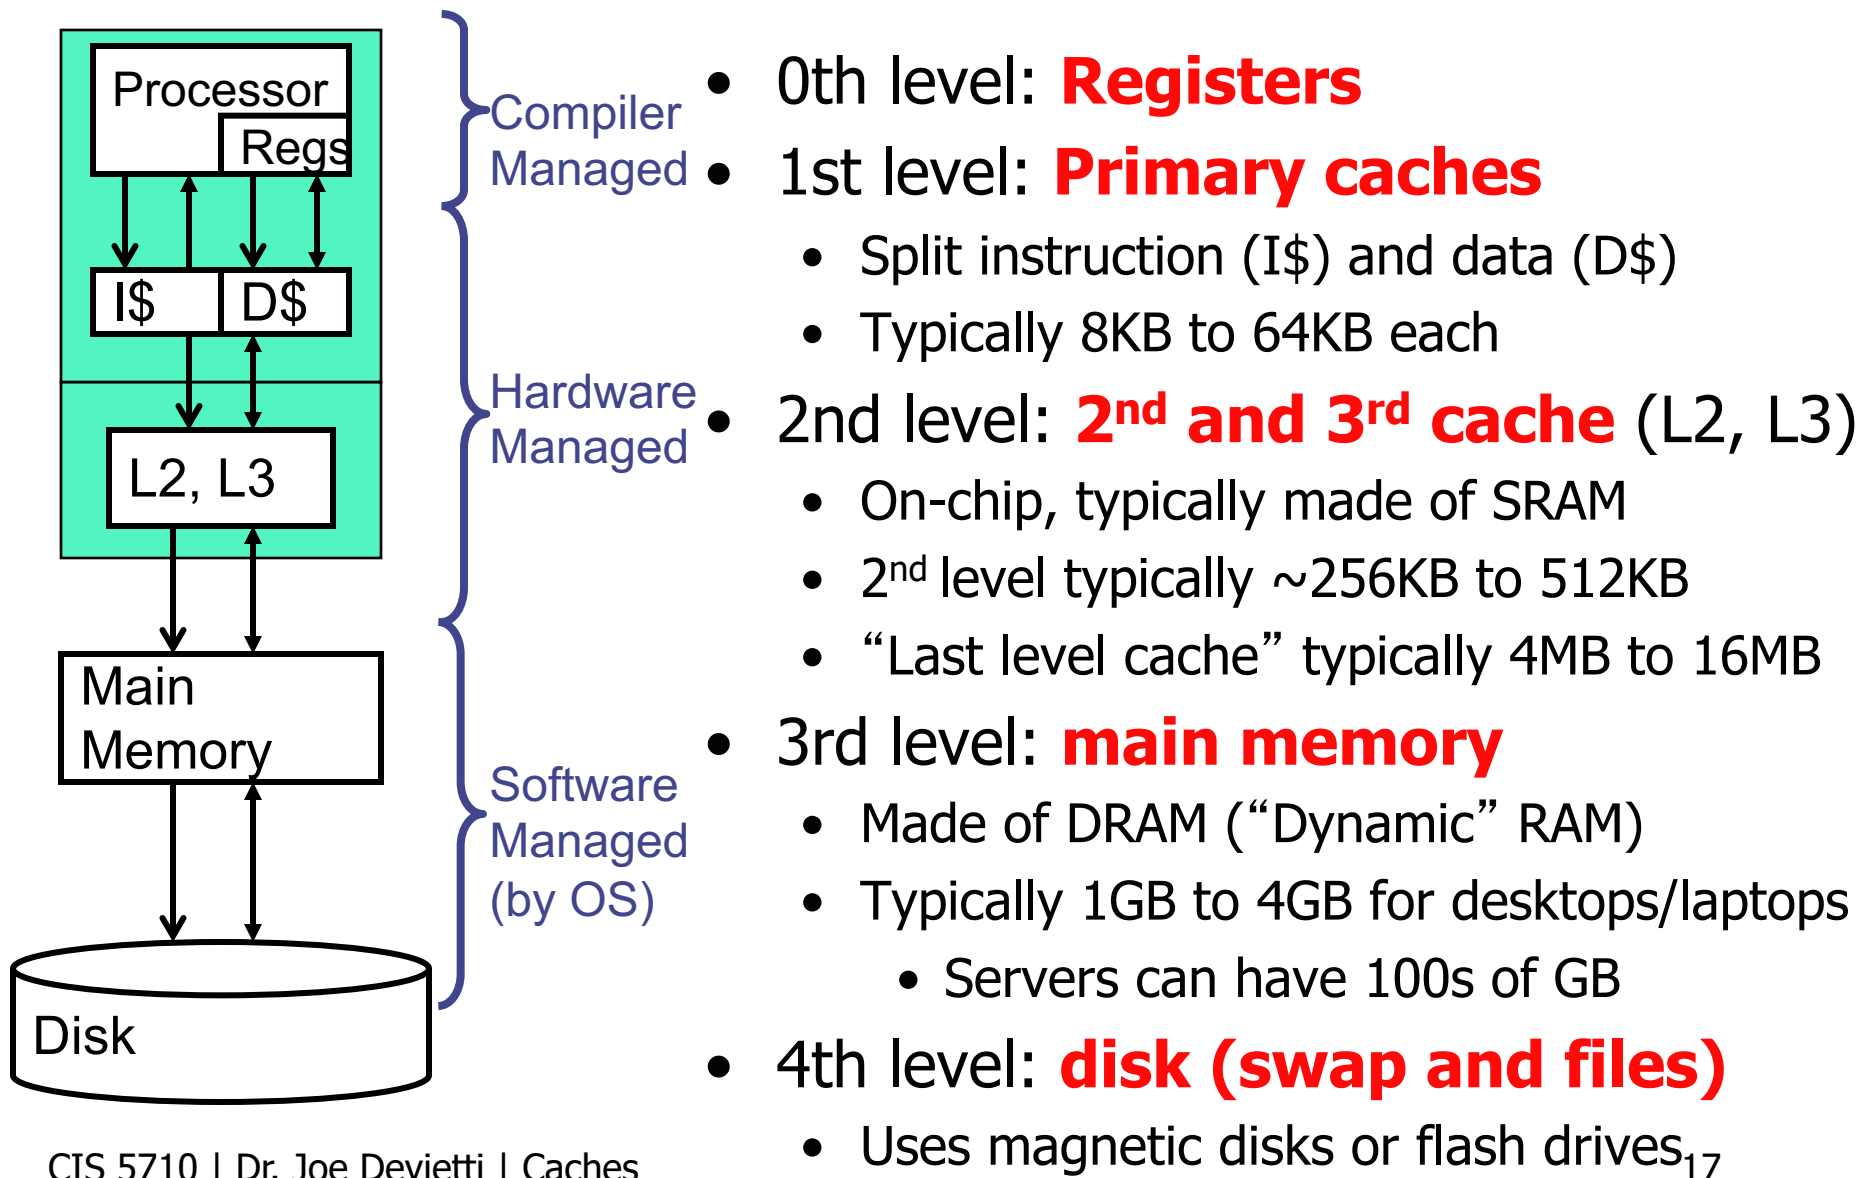 Processor
Regs
I$
D$
L2, L3
Main
Memory
Disk
Compiler
Managed
Hardware
Managed
Software
Managed
(by OS)
• 0th level: Registers
• 1st level: Primary caches
• Split instruction (I$) and data (D$)
• Typically 8KB to 64KB each
• 2nd level: 2nd and 3rd cache (L2, L3)
• On-chip, typically made of SRAM
• 2nd level typically ~256KB to 512KB
• “Last level cache” typically 4MB to 16MB
• 3rd level: main memory
• Made of DRAM (“Dynamic” RAM)
• Typically 1GB to 4GB for desktops/laptops
• Servers can have 100s of GB
• 4th level: disk (swap and files)
• Uses magnetic disks or flash drives
CIS 5710 | Dr. Joe Devietti | Caches
17